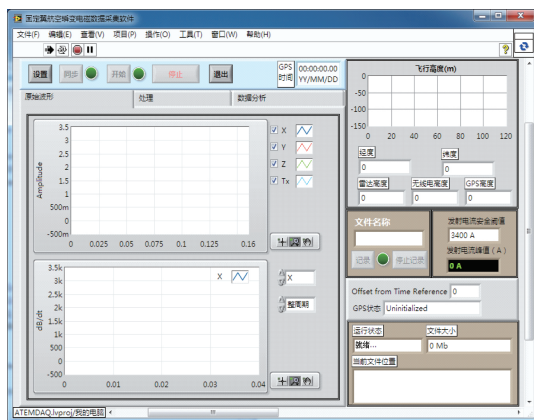 固定翼航空瞬变电磁数据采集软件
文件(F) 编辑(E) 查看(V) 项目(P) 操作(O) 工具(T) 窗口(W) 帮助(H)
设置 同步 开始 停止 退出 GPS时间 00:00:00.00 YY/MM/DD
原始波形 处理 数据分析
Amplitude
3.5
3
2.5
2
1.5
1
500m
0
-500m
0 0.025 0.05 0.075 0.1 0.125 0.16
X
Y
Z
Tx
dB/dt
3.5k
3k
2.5k
2k
1.5k
1k
500
0
-500
0 0.01 0.02 0.03 0.04
X
X
整周期
飞行高度(m)
0
-50
-100
-150
0 20 40 60 80 100 120
经度 纬度
0 0
雷达高度 无线电高度 GPS高度
0 0 0
文件名称
记录 停止记录
发射电流安全阈值
3400 A
发射电流峰值（A）
0 A
Offset from Time Reference 0
GPS状态 Uninitialized
运行状态 文件大小
就绪... 0 Mb
当前文件位置
ATEMDAQ.lvproj/我的电脑